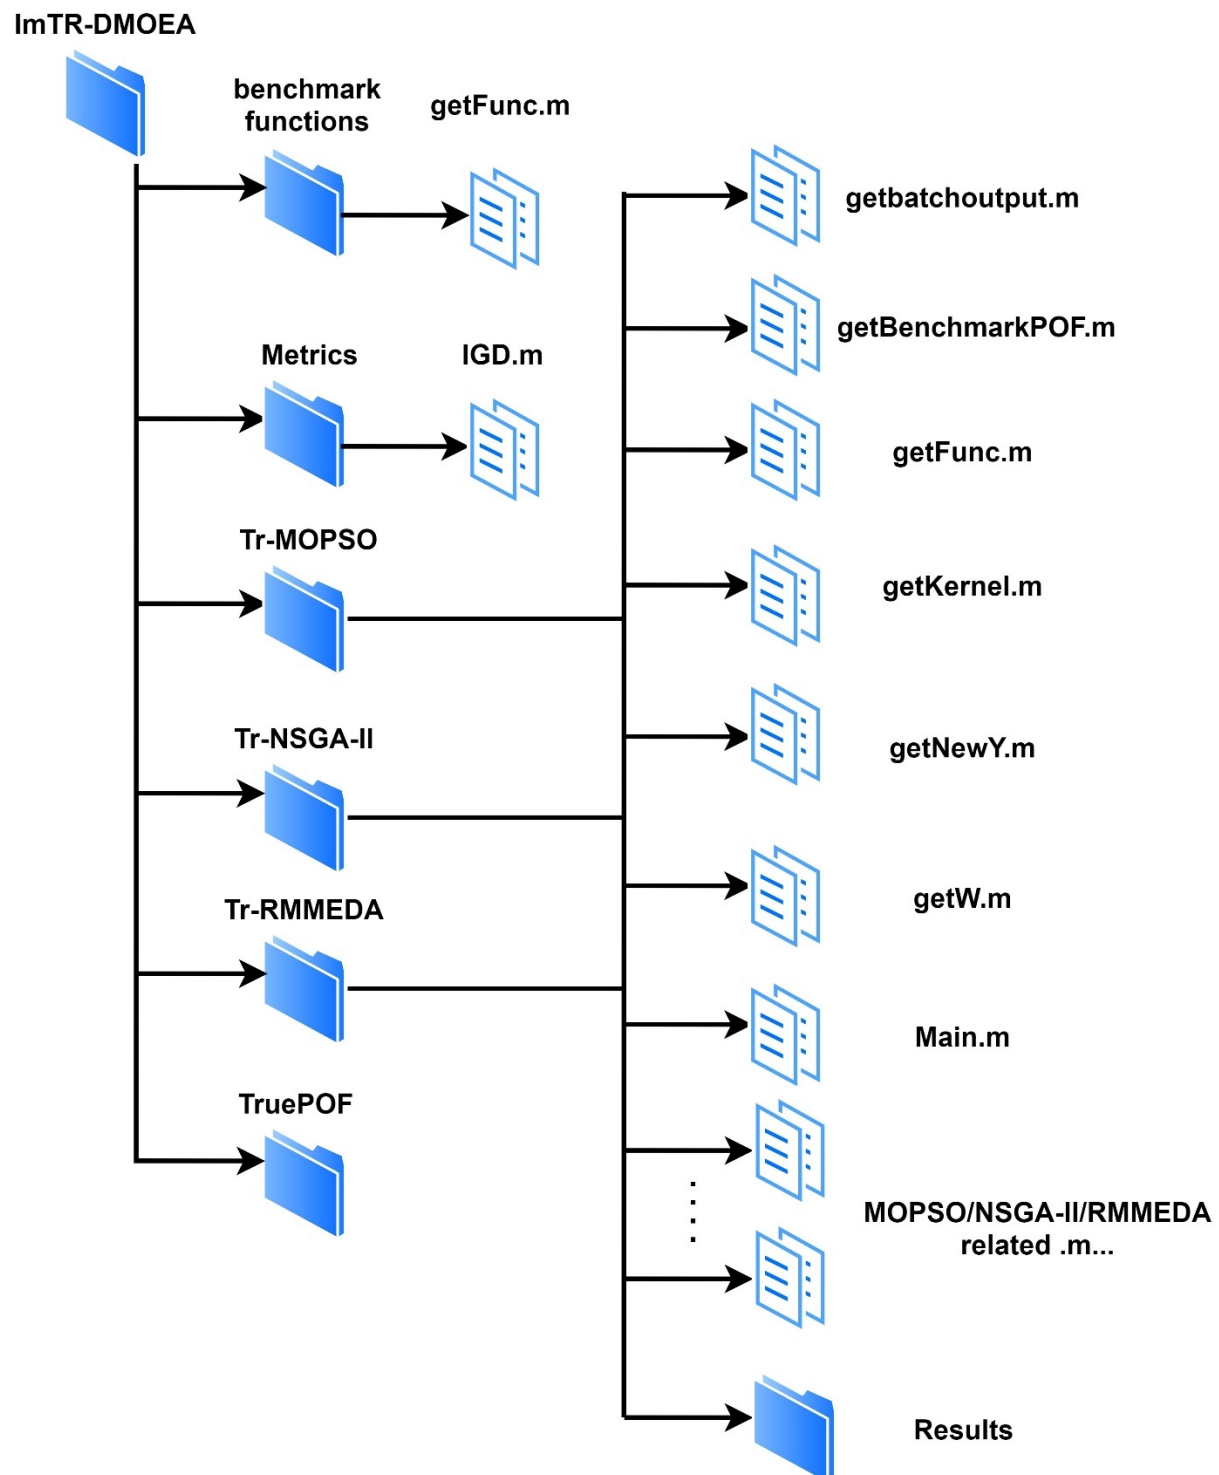 ImTR-DMOEA
benchmark
functions
getFunc.m
getbatchoutput.m
getBenchmarkPOF.m
Metrics
IGD.m
getFunc.m
Tr-MOPSO
getKernel.m
Tr-NSGA-II
getNewY.m
getW.m
Tr-RMMEDA
Main.m
TruePOF
MOPSO/NSGA-II/RMMEDA
related .m...
Results